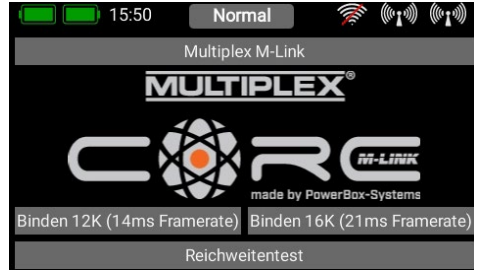 15:50 Normal
Multiplex M-Link
MULTIPLEX®
CORE M-LINK
made by PowerBox-Systems
Binden 12K (14ms Framerate) Binden 16K (21ms Framerate)
Reichweitentest